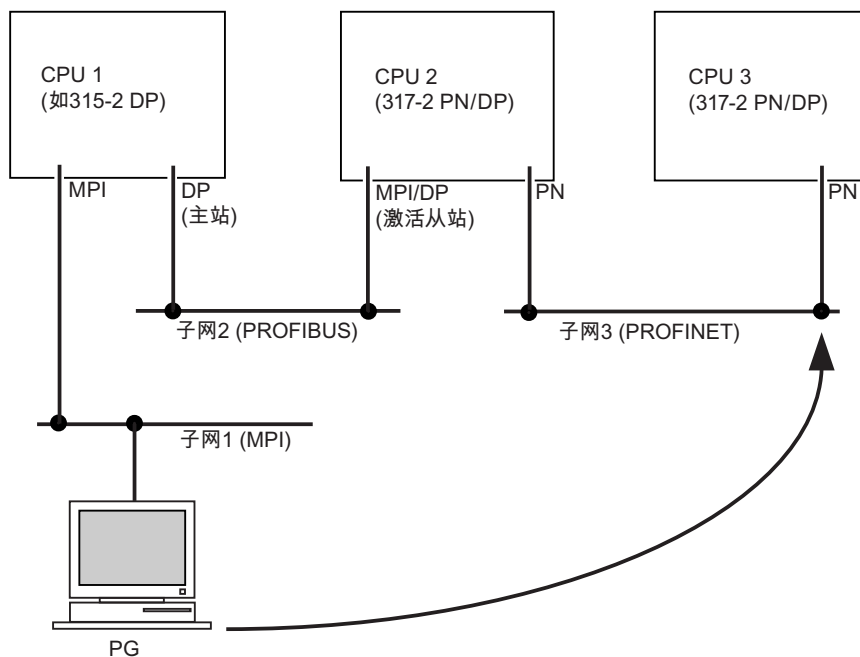 CPU 1
(如315-2 DP)
CPU 2
(317-2 PN/DP)
CPU 3
(317-2 PN/DP)
MPI
DP
(主站)
MPI/DP
(激活从站)
PN
PN
子网2 (PROFIBUS)
子网3 (PROFINET)
子网1 (MPI)
PG